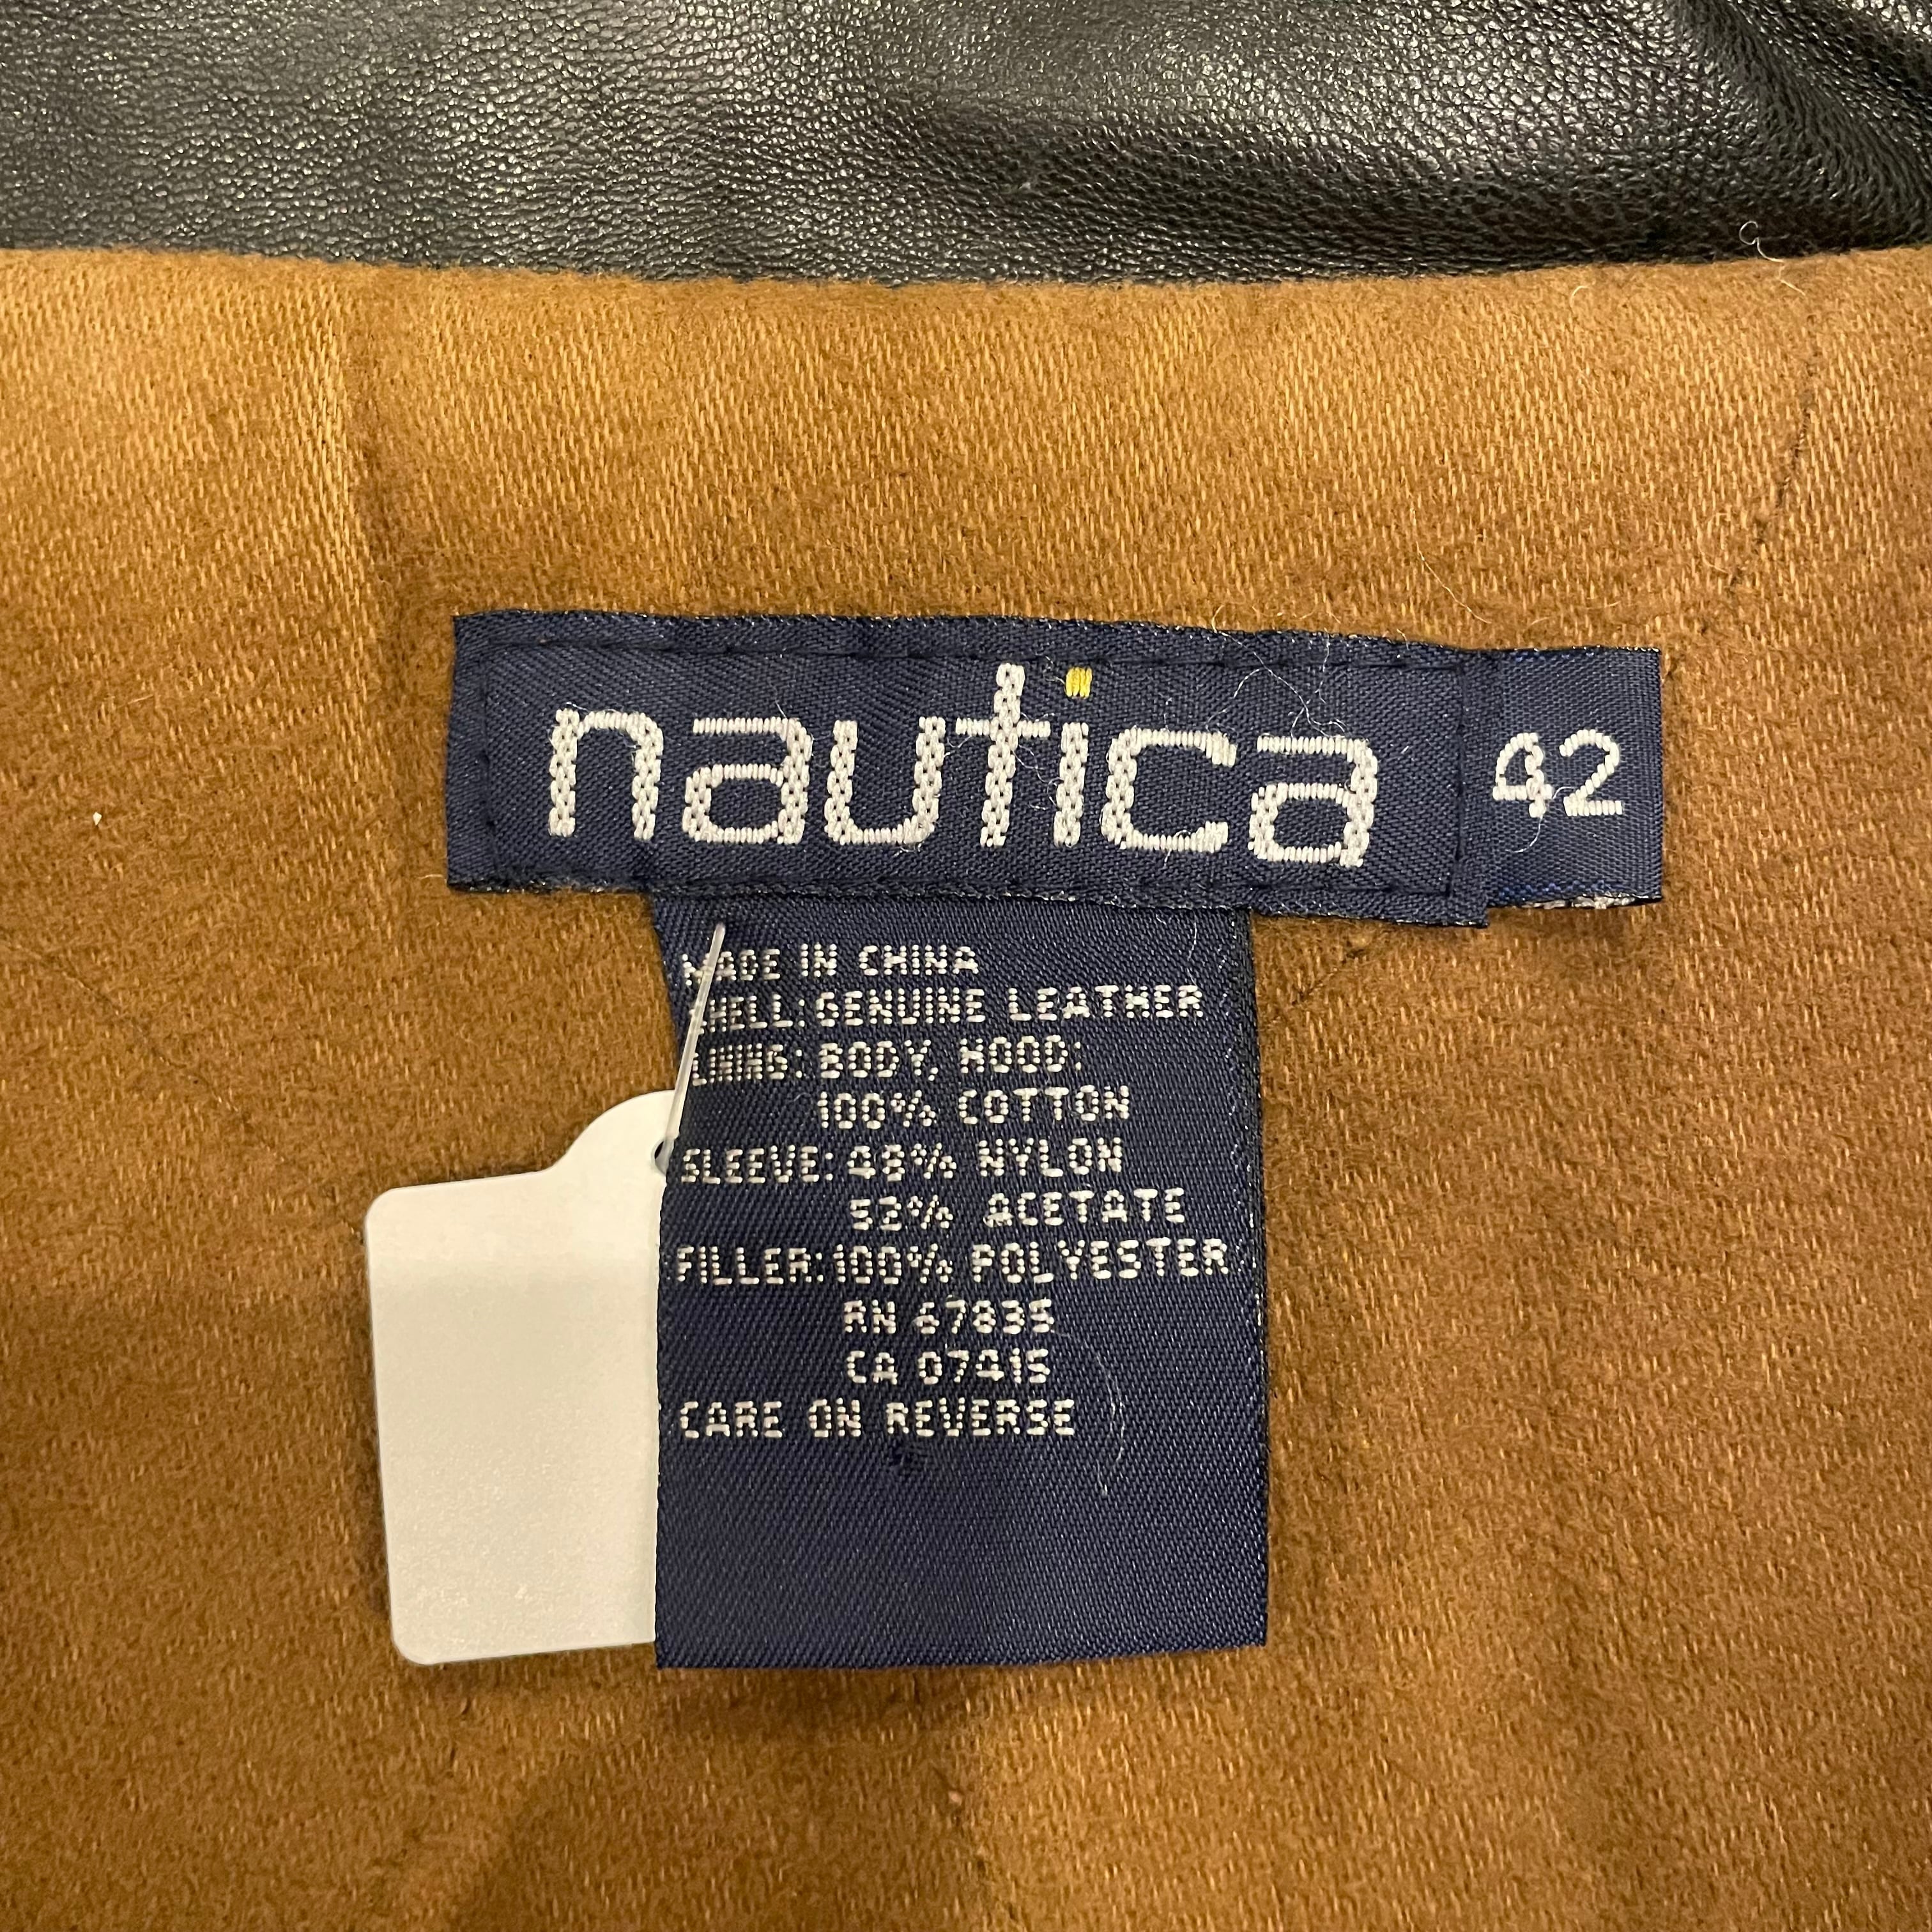 nautica 42
MADE IN CHINA
SHELL: GENUINE LEATHER
LINING: BODY, HOOD:
100% COTTON
SLEEVE: 48% NYLON
52% ACETATE
FILLER: 100% POLYESTER
RN 67835
CA 07415
CARE ON REVERSE